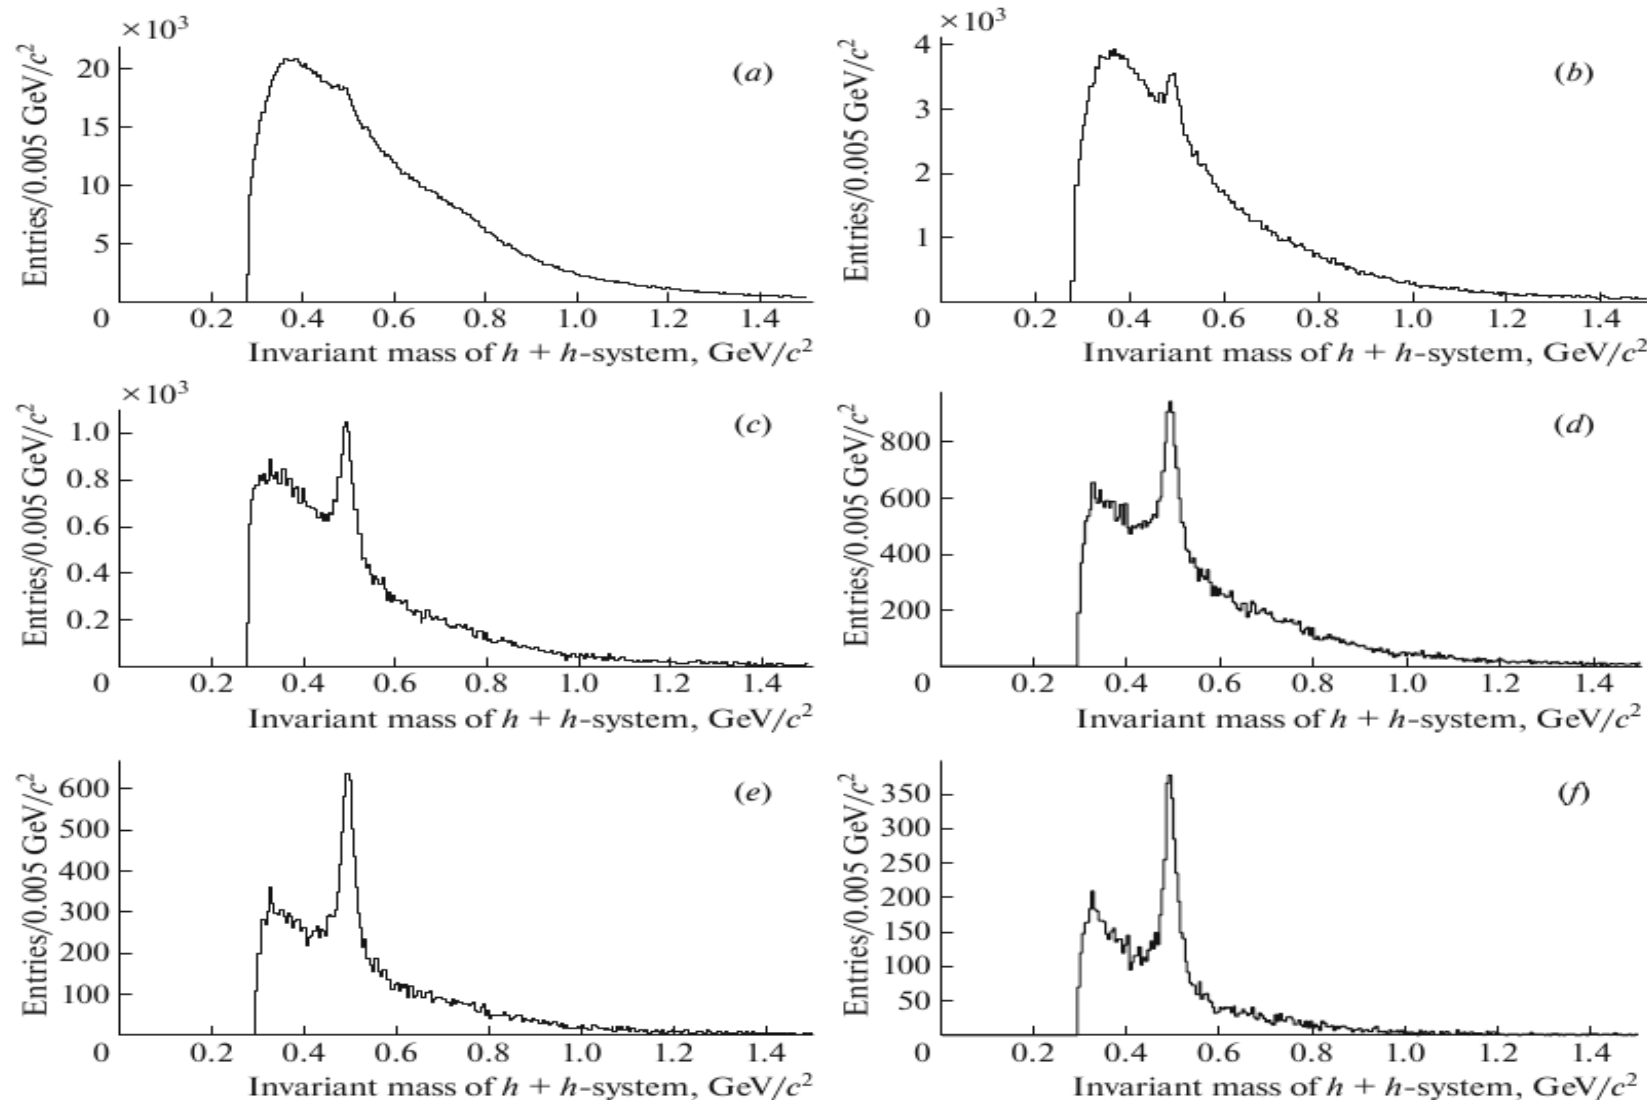 ×10³
Entries/0.005 GeV/c²
20
15
10
5
0
(a)
0.2 0.4 0.6 0.8 1.0 1.2 1.4
Invariant mass of h + h-system, GeV/c²
×10³
Entries/0.005 GeV/c²
4
3
2
1
0
(b)
0.2 0.4 0.6 0.8 1.0 1.2 1.4
Invariant mass of h + h-system, GeV/c²
×10³
Entries/0.005 GeV/c²
1.0
0.8
0.6
0.4
0.2
0
(c)
0.2 0.4 0.6 0.8 1.0 1.2 1.4
Invariant mass of h + h-system, GeV/c²
Entries/0.005 GeV/c²
800
600
400
200
0
(d)
0.2 0.4 0.6 0.8 1.0 1.2 1.4
Invariant mass of h + h-system, GeV/c²
Entries/0.005 GeV/c²
600
500
400
300
200
100
0
(e)
0.2 0.4 0.6 0.8 1.0 1.2 1.4
Invariant mass of h + h-system, GeV/c²
Entries/0.005 GeV/c²
350
300
250
200
150
100
50
0
(f)
0.2 0.4 0.6 0.8 1.0 1.2 1.4
Invariant mass of h + h-system, GeV/c²